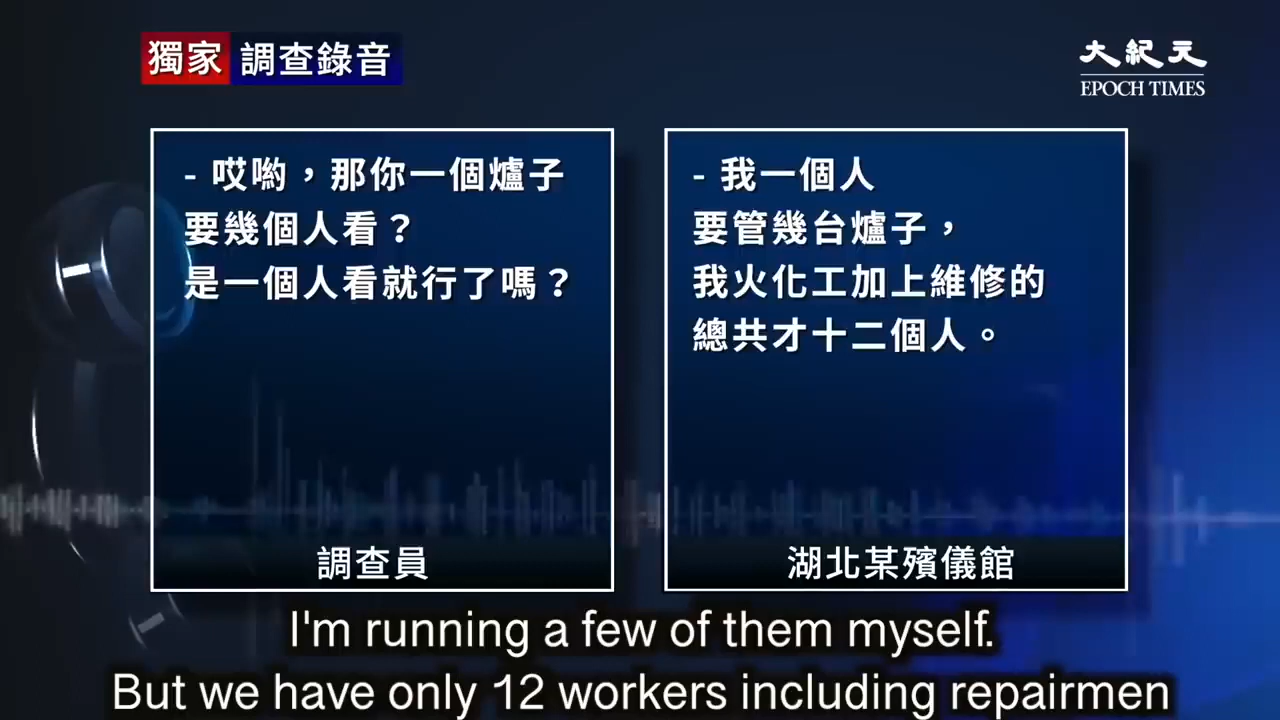 獨家 調查錄音
大紀元
EPOCH TIMES
- 哎喲，那你一個爐子
要幾個人看？
是一個人看就行了嗎？
調查員
- 我一個人
要管幾台爐子，
我火化工加上維修的
總共才十二個人。
湖北某殯儀館
I'm running a few of them myself.
But we have only 12 workers including repairmen